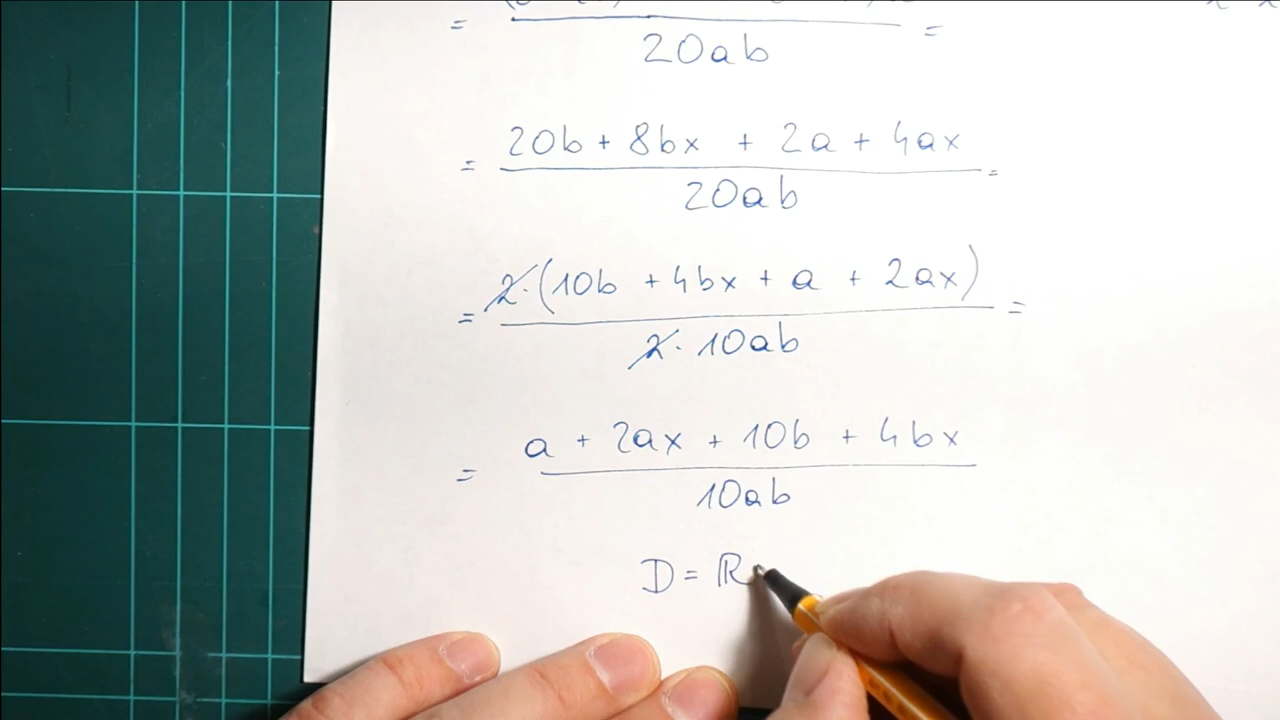 = 20ab =
= 20b + 8bx + 2a + 4ax / 20ab =
= 2·(10b + 4bx + a + 2ax) / 2·10ab =
= a + 2ax + 10b + 4bx / 10ab
D = ℝ